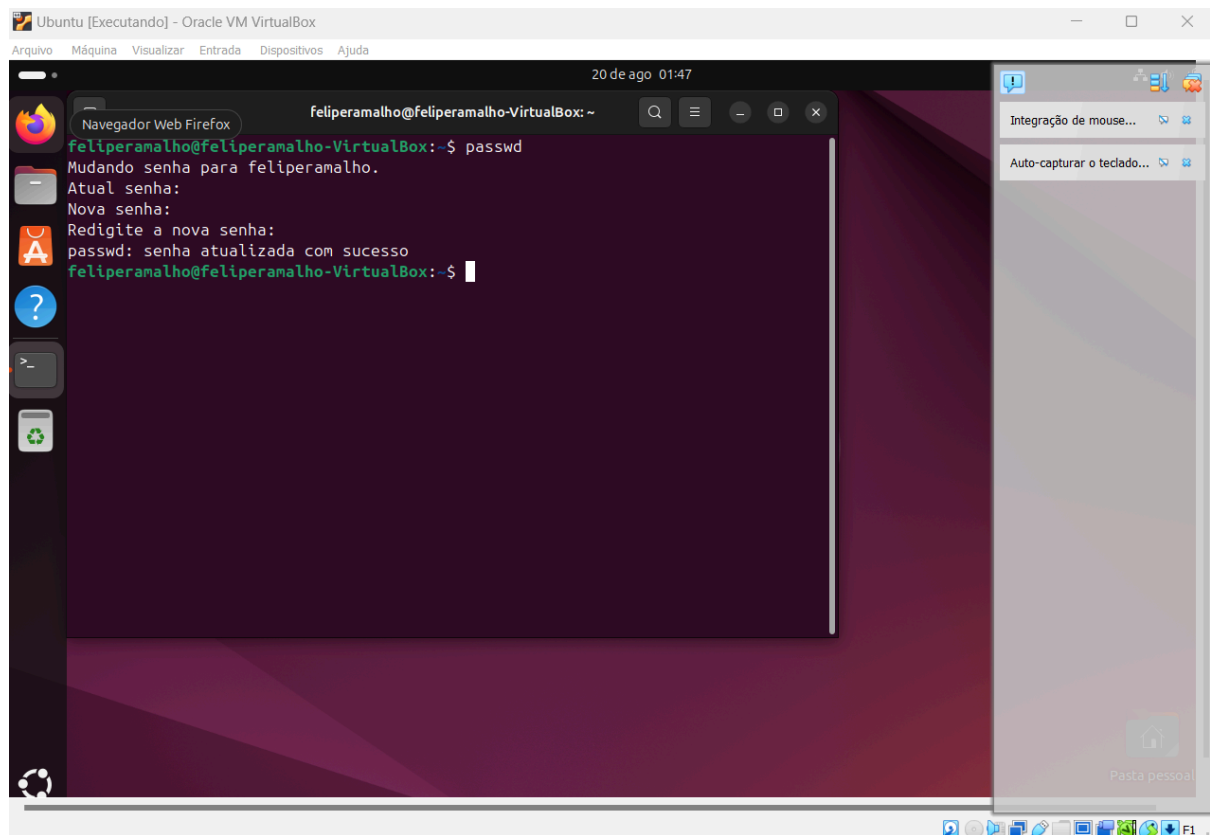 Ubuntu [Executando] - Oracle VM VirtualBox
Arquivo Máquina Visualizar Entrada Dispositivos Ajuda
20 de ago 01:47
feliperamalho@feliperamalho-VirtualBox: ~
Navegador Web Firefox
feliperamalho@feliperamalho-VirtualBox:~$ passwd
Mudando senha para feliperamalho.
Atual senha:
Nova senha:
Redigite a nova senha:
passwd: senha atualizada com sucesso
feliperamalho@feliperamalho-VirtualBox:~$
Integração de mouse...
Auto-capturar o teclado...
Pasta pessoal
F1